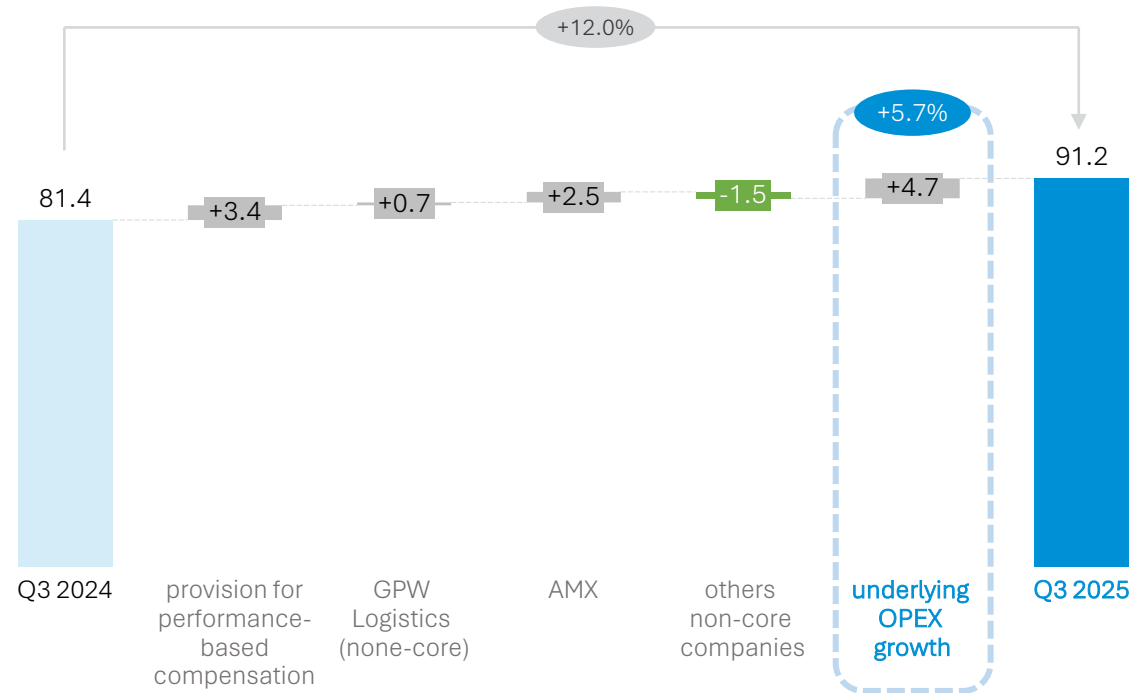 +12.0%
+5.7%
91.2
81.4
+3.4
+0.7
+2.5
-1.5
+4.7
Q3 2024
provision for
performance-
based
compensation
GPW
Logistics
(none-core)
AMX
others
non-core
companies
underlying
OPEX
growth
Q3 2025